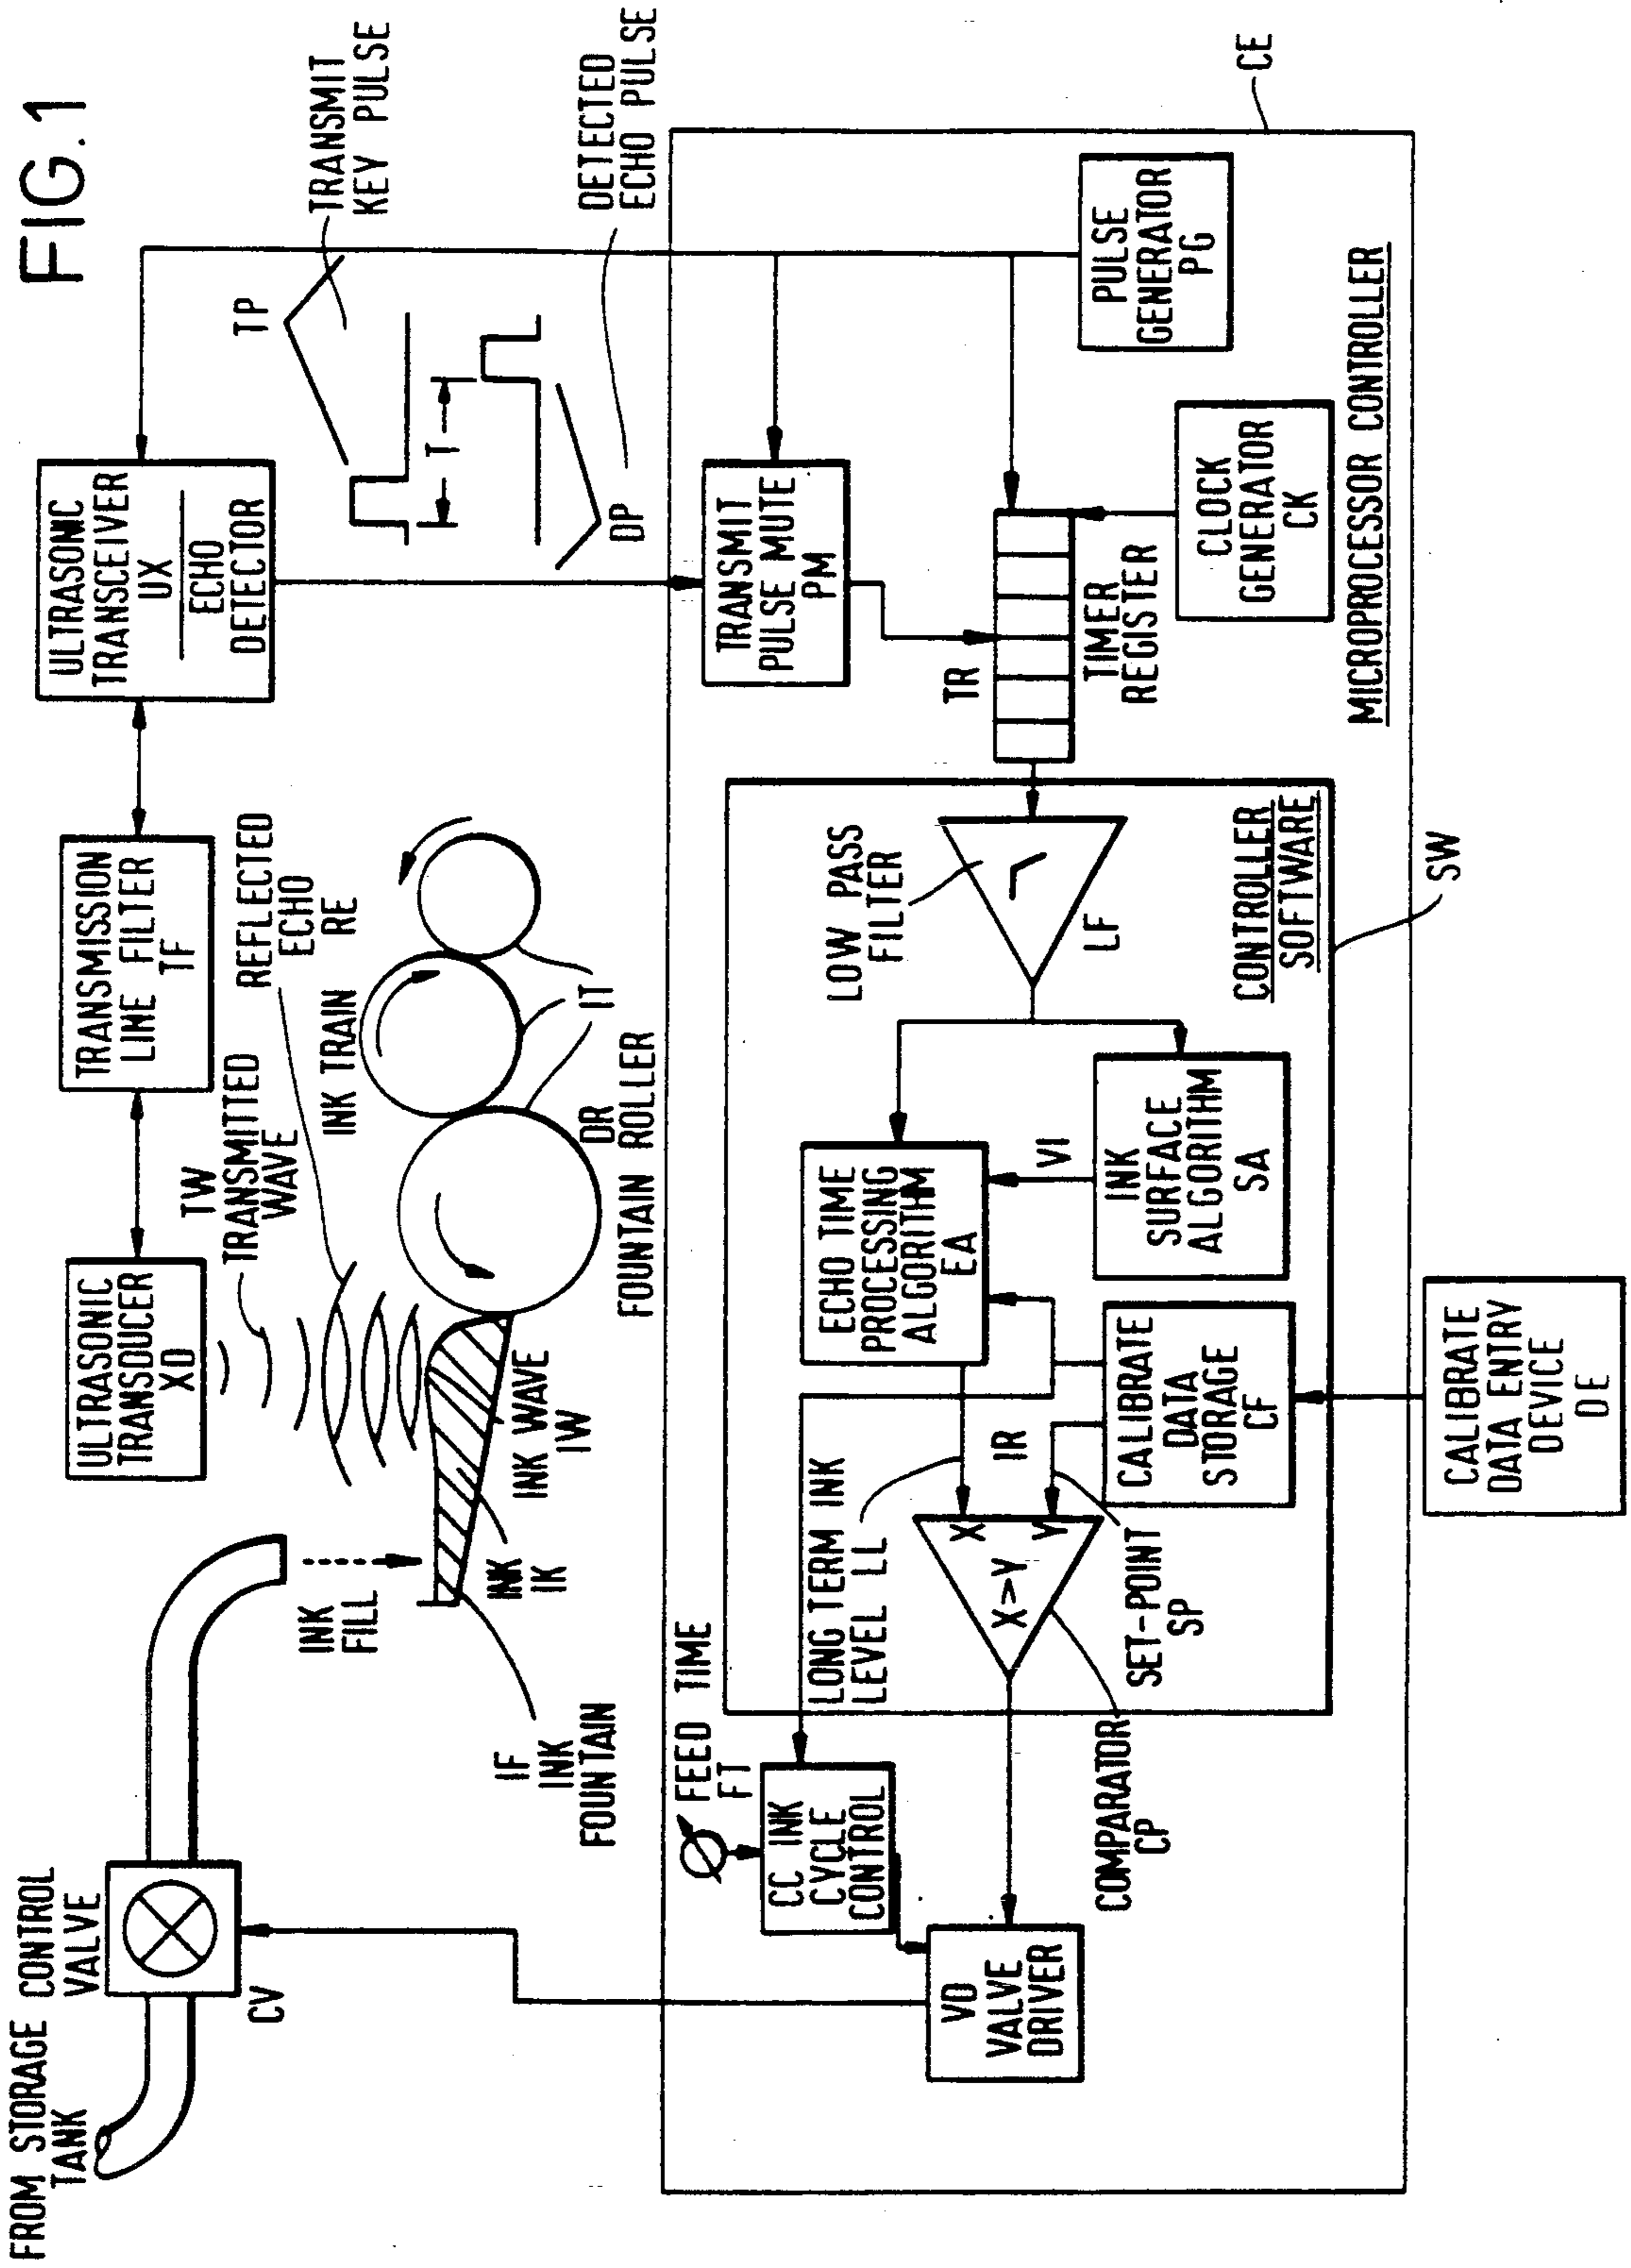 FIG.1
FROM STORAGE
TANK
CONTROL
VALVE
CV
INK
FILL
IF
INK
FOUNTAIN
INK
IK
INK WAVE
IW
ULTRASONIC
TRANSDUCER
XD
TW
TRANSMITTED
WAVE
REFLECTED
ECHO
RE
TRANSMISSION
LINE FILTER
TF
ULTRASONIC
TRANSCEIVER
UX
ECHO
DETECTOR
INK TRAIN
IT
DR
FOUNTAIN ROLLER
TP
TRANSMIT
KEY PULSE
T
DP
DETECTED
ECHO PULSE
CE
FEED TIME
FT
CC
INK
CYCLE
CONTROL
VD
VALVE
DRIVER
COMPARATOR
CP
LONG TERM INK
LEVEL LL
X
X>Y
Y
IR
SET-POINT
SP
ECHO TIME
PROCESSING
ALGORITHM
EA
VI
INK
SURFACE
ALGORITHM
SA
CALIBRATE
DATA
STORAGE
CF
CALIBRATE
DATA ENTRY
DEVICE
DE
LOW PASS
FILTER
LF
CONTROLLER
SOFTWARE
SW
TRANSMIT
PULSE MUTE
PM
TR
TIMER
REGISTER
CLOCK
GENERATOR
CK
PULSE
GENERATOR
PG
MICROPROCESSOR CONTROLLER